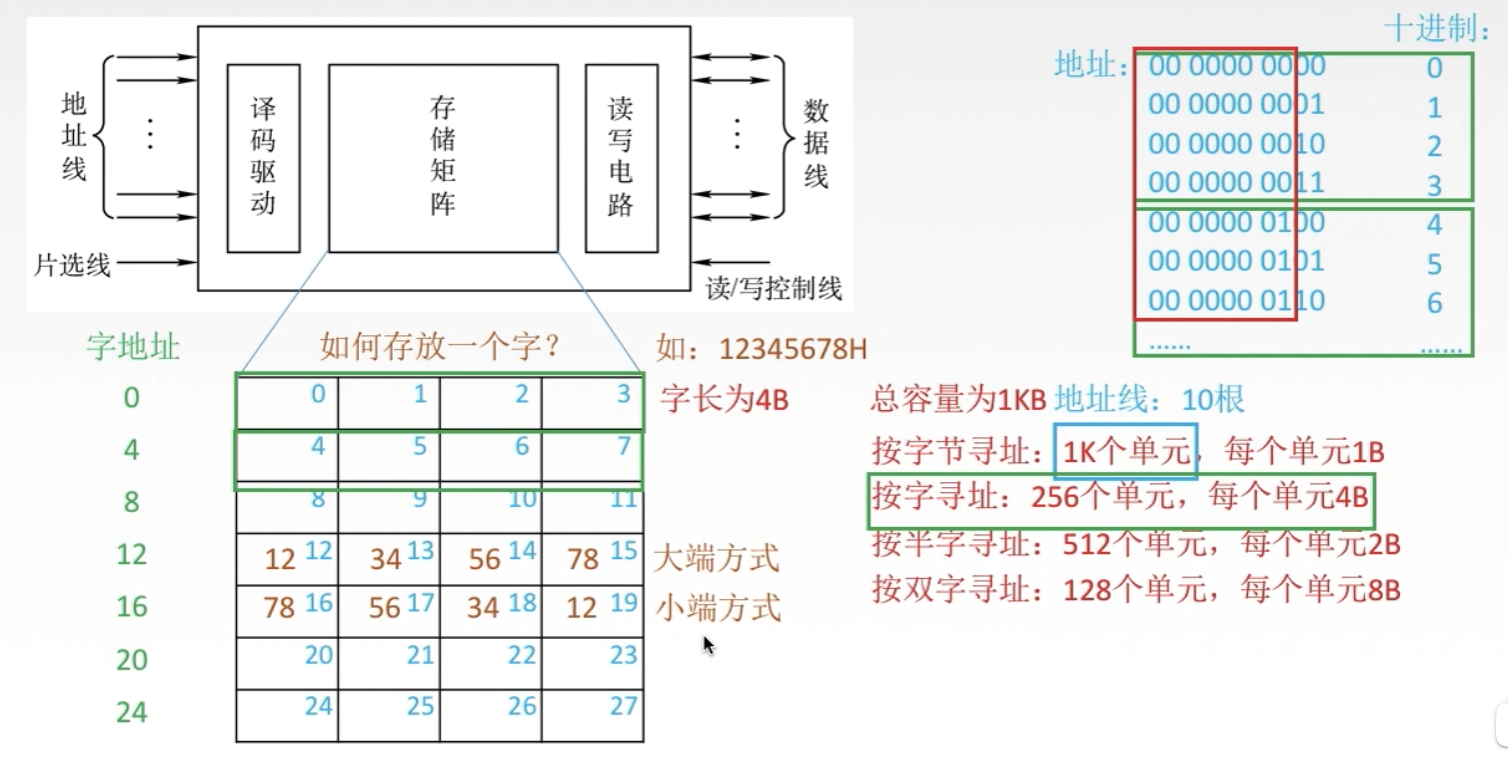 地址线
⋮
译码驱动
存储矩阵
读写电路
⋮
数据线
片选线
读/写控制线
十进制:
地址: 00 0000 0000 0
00 0000 0001 1
00 0000 0010 2
00 0000 0011 3
00 0000 0100 4
00 0000 0101 5
00 0000 0110 6
...... ......
字地址 如何存放一个字? 如: 12345678H
0 0 1 2 3 字长为4B
4 4 5 6 7
8 8 9 10 11
12 12 12 34 13 56 14 78 15 大端方式
16 78 16 56 17 34 18 12 19 小端方式
20 20 21 22 23
24 24 25 26 27
总容量为1KB 地址线: 10根
按字节寻址: 1K个单元, 每个单元1B
按字寻址: 256个单元, 每个单元4B
按半字寻址: 512个单元, 每个单元2B
按双字寻址: 128个单元, 每个单元8B